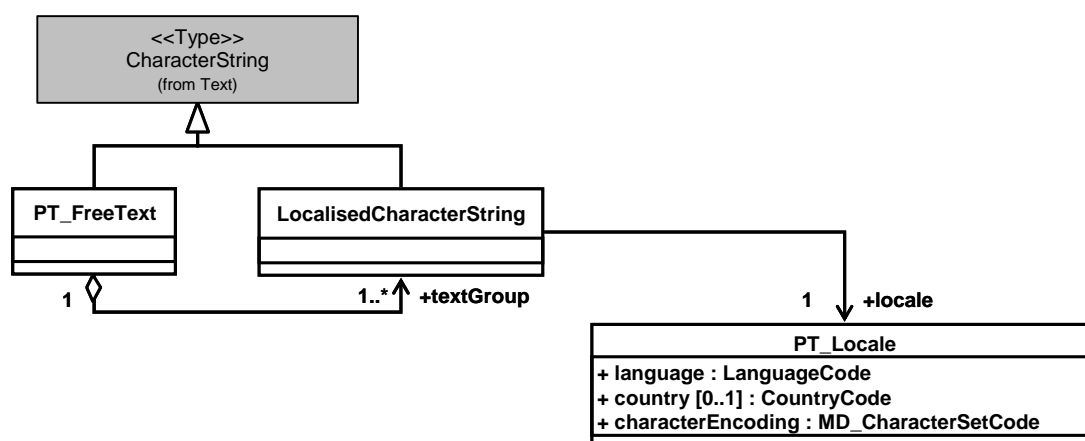 <<Type>>
CharacterString
(from Text)
PT_FreeText
LocalisedCharacterString
1
1..*
+textGroup
1
+locale
PT_Locale
+ language : LanguageCode
+ country [0..1] : CountryCode
+ characterEncoding : MD_CharacterSetCode